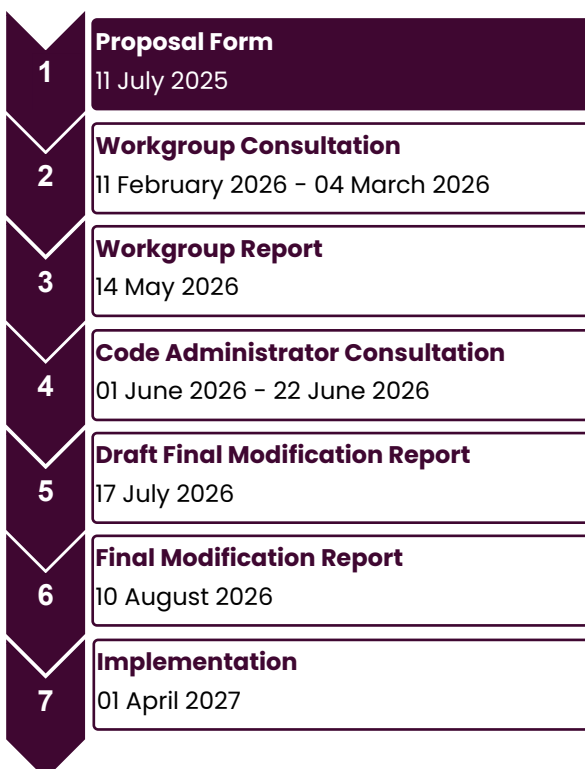 1
Proposal Form
11 July 2025
2
Workgroup Consultation
11 February 2026 - 04 March 2026
3
Workgroup Report
14 May 2026
4
Code Administrator Consultation
01 June 2026 - 22 June 2026
5
Draft Final Modification Report
17 July 2026
6
Final Modification Report
10 August 2026
7
Implementation
01 April 2027